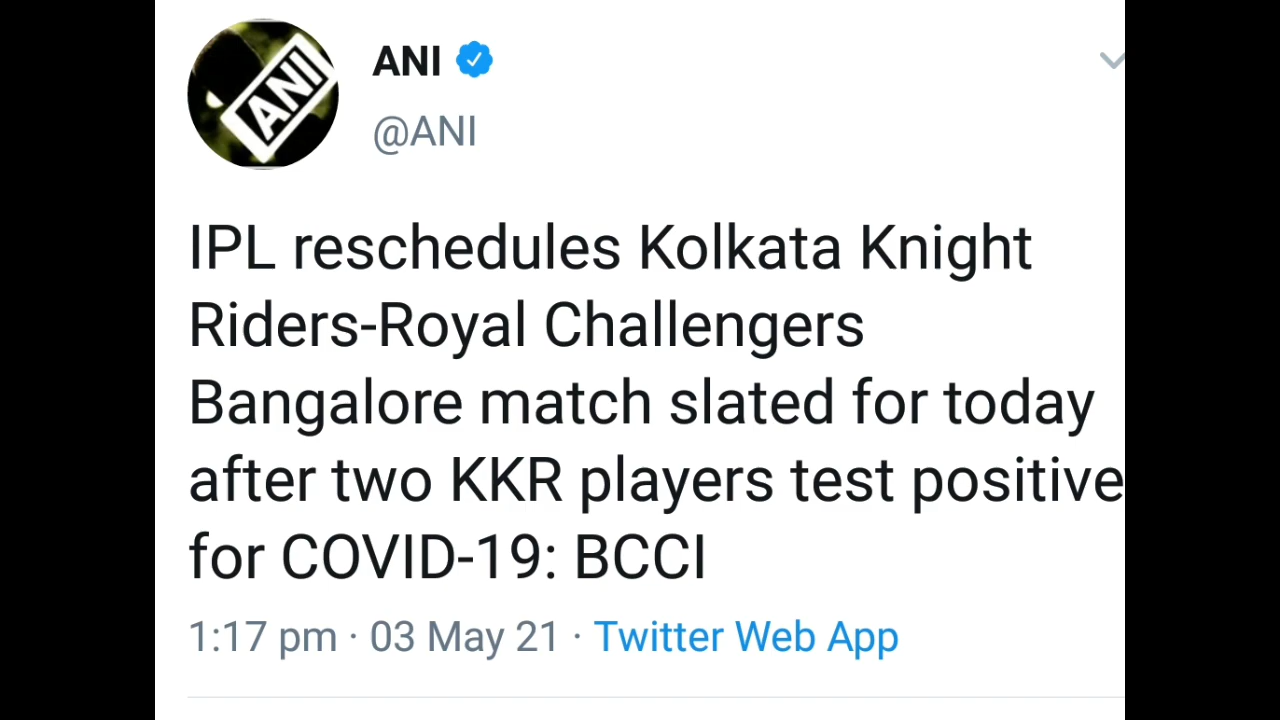 ANI
ANI
@ANI
IPL reschedules Kolkata Knight
Riders-Royal Challengers
Bangalore match slated for today
after two KKR players test positive
for COVID-19: BCCI
1:17 pm · 03 May 21 · Twitter Web App